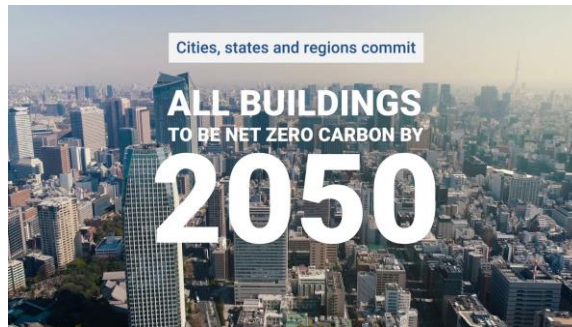 Cities, states and regions commit
ALL BUILDINGS
TO BE NET ZERO CARBON BY
2050